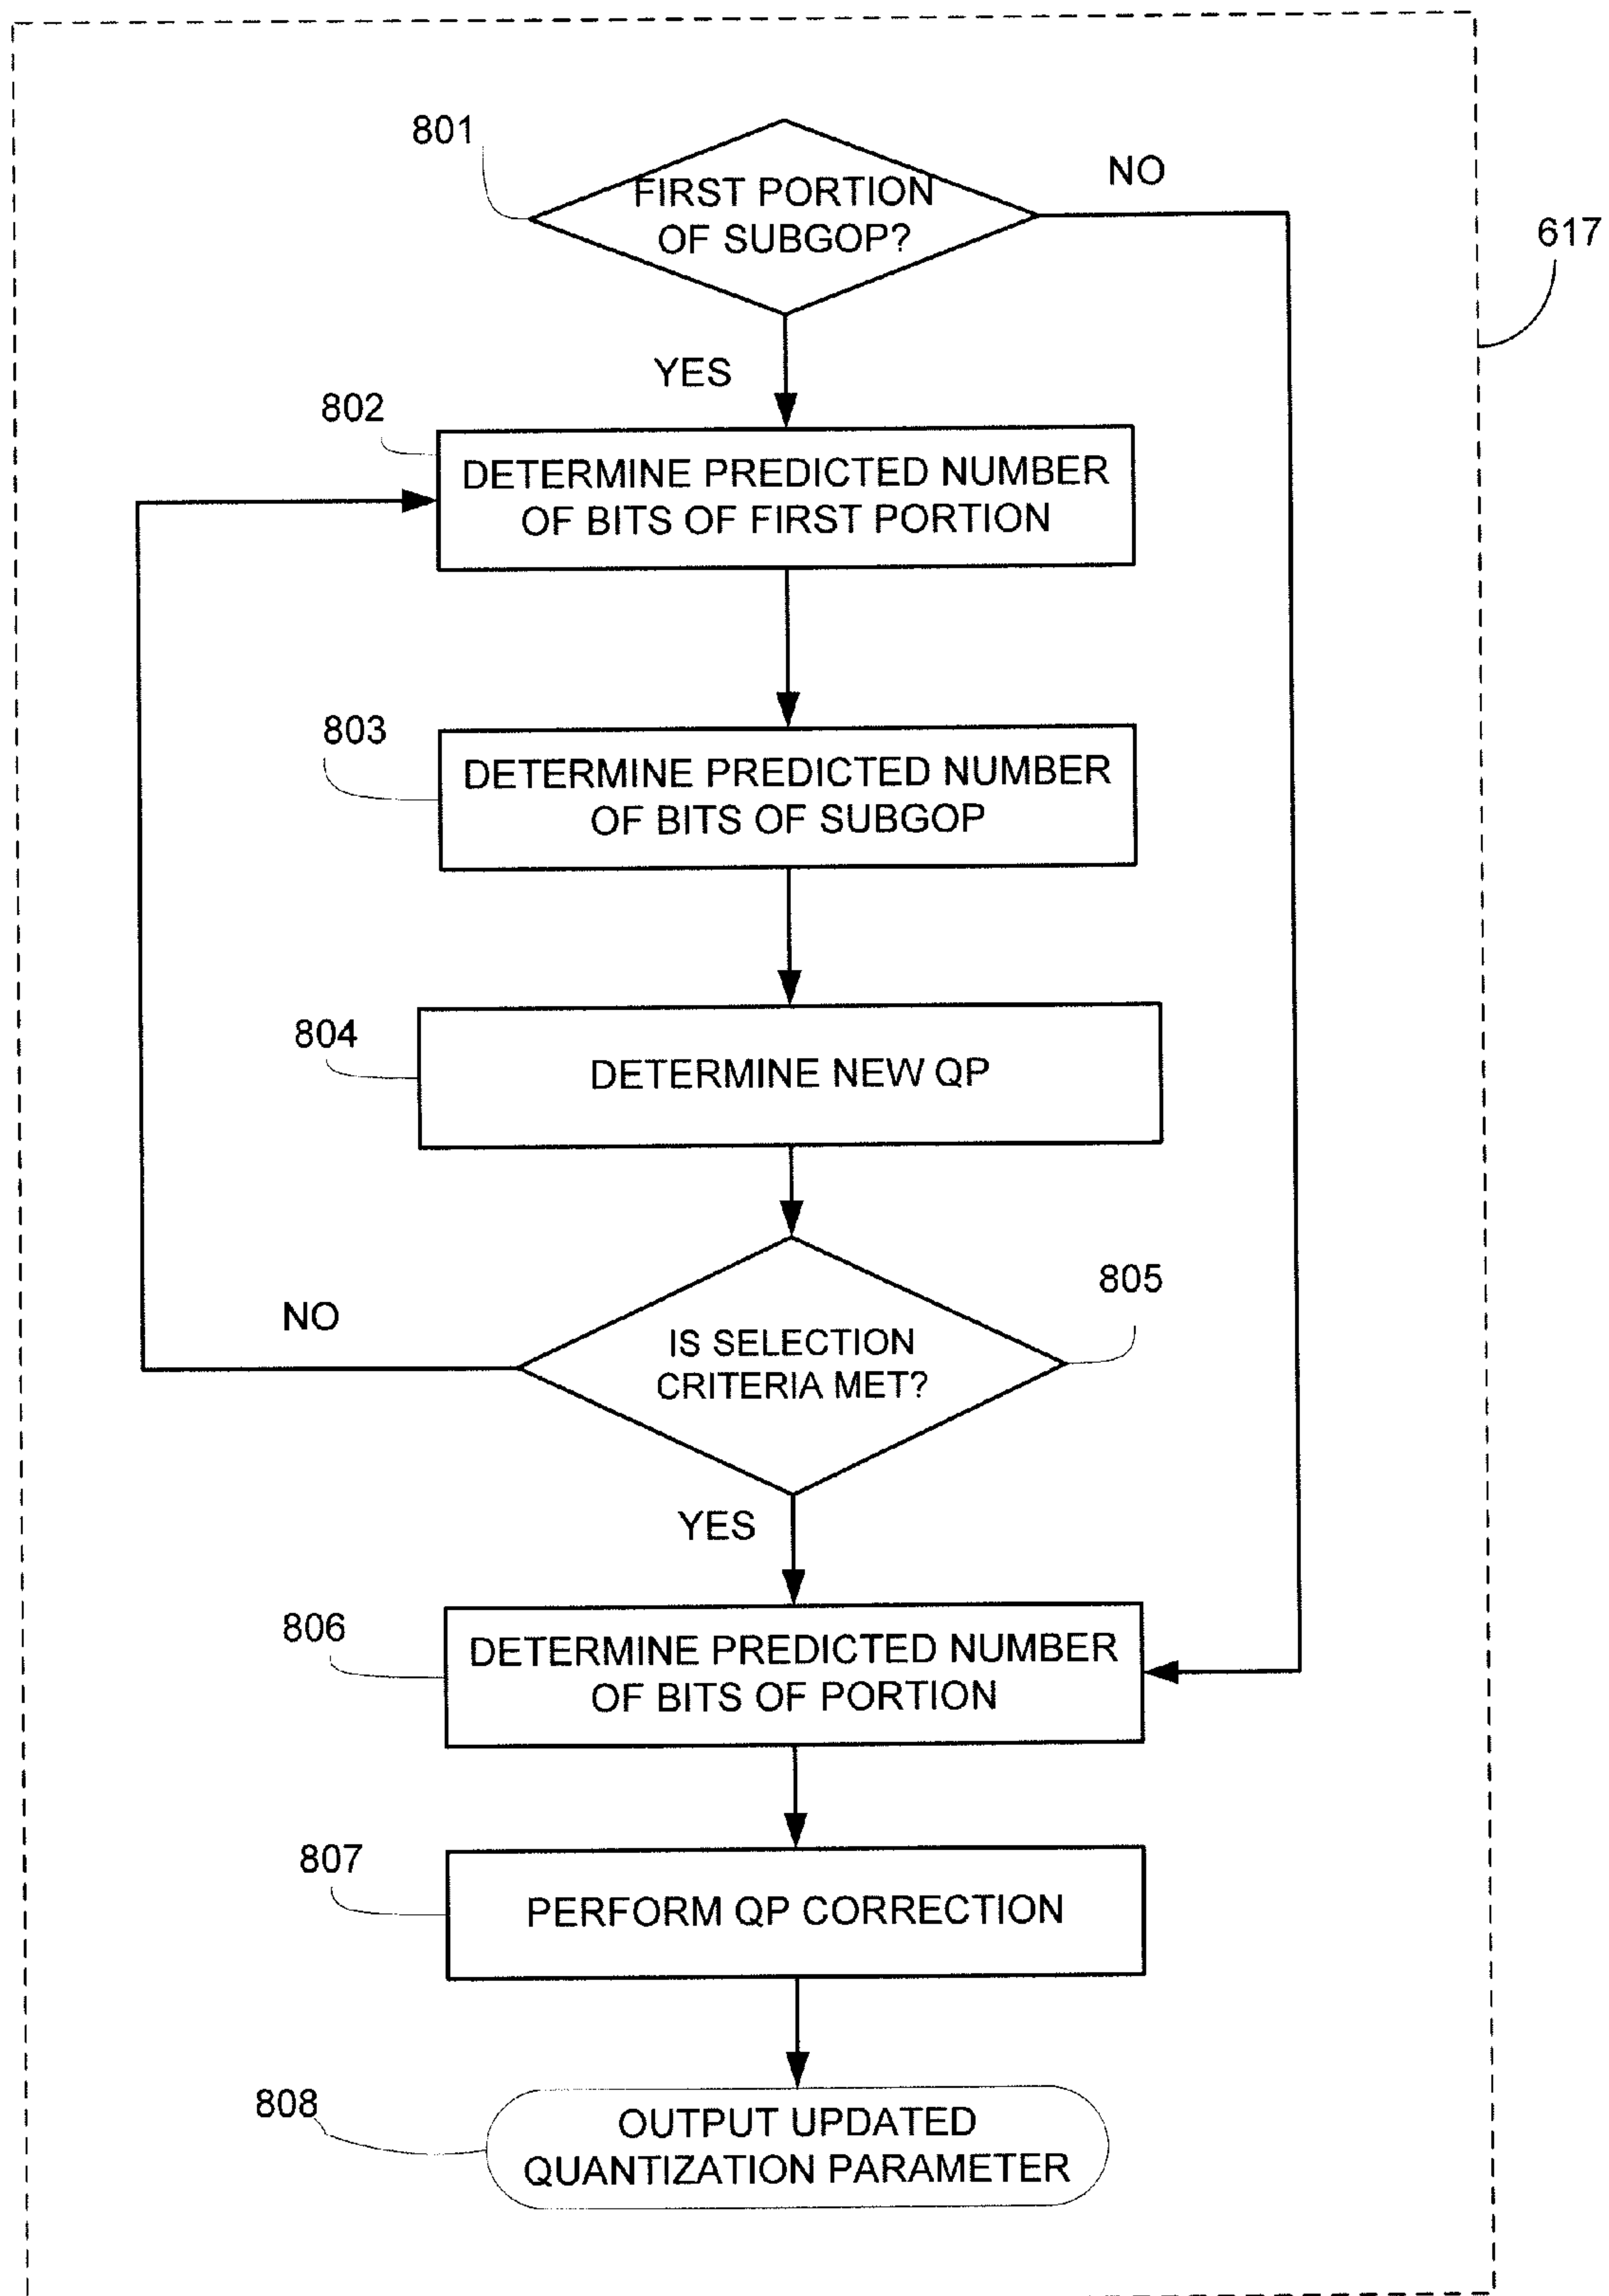 801
FIRST PORTION
OF SUBGOP?
NO
617
YES
802
DETERMINE PREDICTED NUMBER
OF BITS OF FIRST PORTION
803
DETERMINE PREDICTED NUMBER
OF BITS OF SUBGOP
804
DETERMINE NEW QP
805
NO
IS SELECTION
CRITERIA MET?
YES
806
DETERMINE PREDICTED NUMBER
OF BITS OF PORTION
807
PERFORM QP CORRECTION
808
OUTPUT UPDATED
QUANTIZATION PARAMETER